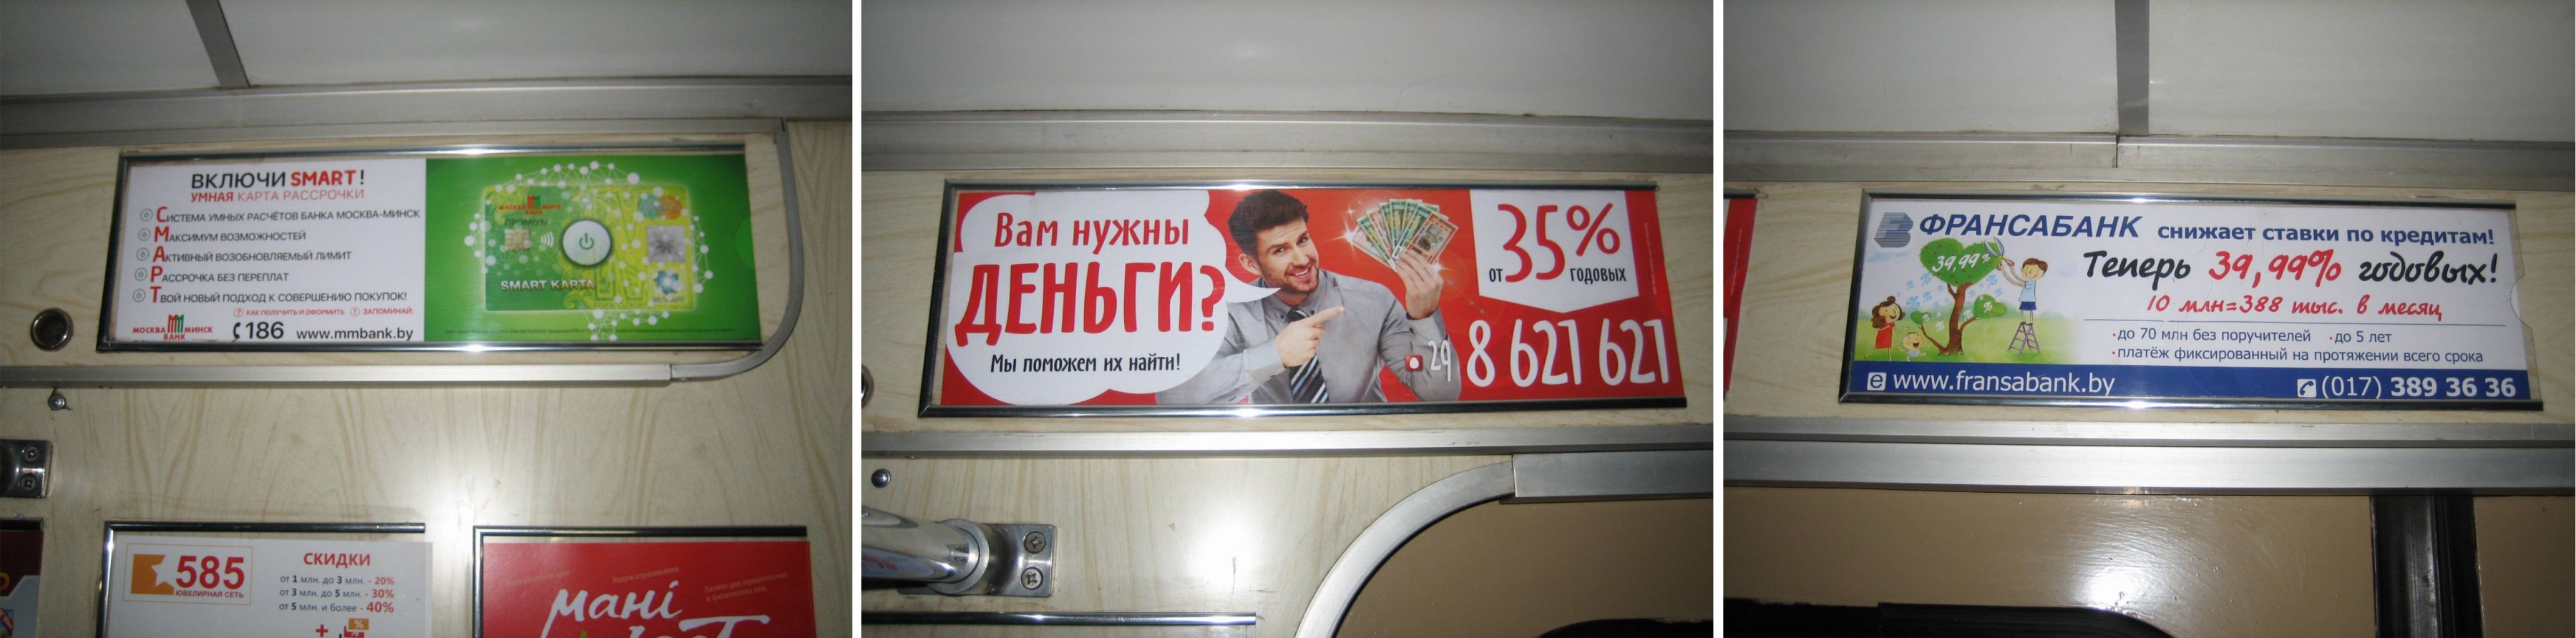 ВКЛЮЧИ SMART!
УМНАЯ КАРТА РАССРОЧКИ
СИСТЕМА УМНЫХ РАСЧЁТОВ БАНКА МОСКВА-МИНСК
МАКСИМУМ ВОЗМОЖНОСТЕЙ
АКТИВНЫЙ ВОЗОБНОВЛЯЕМЫЙ ЛИМИТ
РАССРОЧКА БЕЗ ПЕРЕПЛАТ
ТВОЙ НОВЫЙ ПОДХОД К СОВЕРШЕНИЮ ПОКУПОК!
? КАК ПОЛУЧИТЬ И ОФОРМИТЬ ! ЗАПОМИНАЙ:
МОСКВА МИНСК
БАНК
186 www.mmbank.by
МОСКВА МИНСК
БАНК
ПРЭМІУМ
SMART КАРТА
585
ЮВЕЛИРНАЯ СЕТЬ
СКИДКИ
от 1 млн. до 3 млн. - 20%
от 3 млн. до 5 млн. - 30%
от 5 млн. и более - 40%
+
%
мані
Вам нужны
ДЕНЬГИ?
Мы поможем их найти!
от 35% годовых
29 8 621 621
ФРАНСАБАНК снижает ставки по кредитам!
39,99%
Теперь 39,99% годовых!
10 млн=388 тыс. в месяц
•до 70 млн без поручителей •до 5 лет
•платёж фиксированный на протяжении всего срока
e www.fransabank.by
(017) 389 36 36